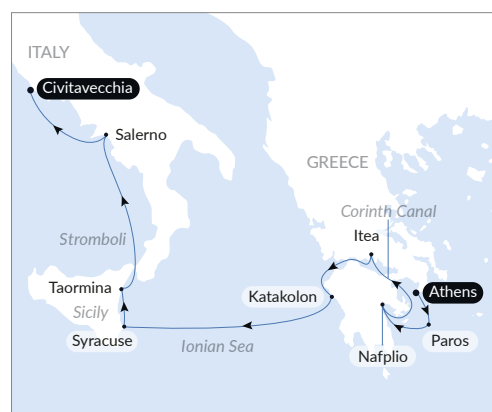 ITALY
Civitavecchia
Salerno
GREECE
Corinth Canal
Stromboli
Itea
Taormina
Athens
Katakolon
Sicily
Syracuse
Paros
Ionian Sea
Nafplio